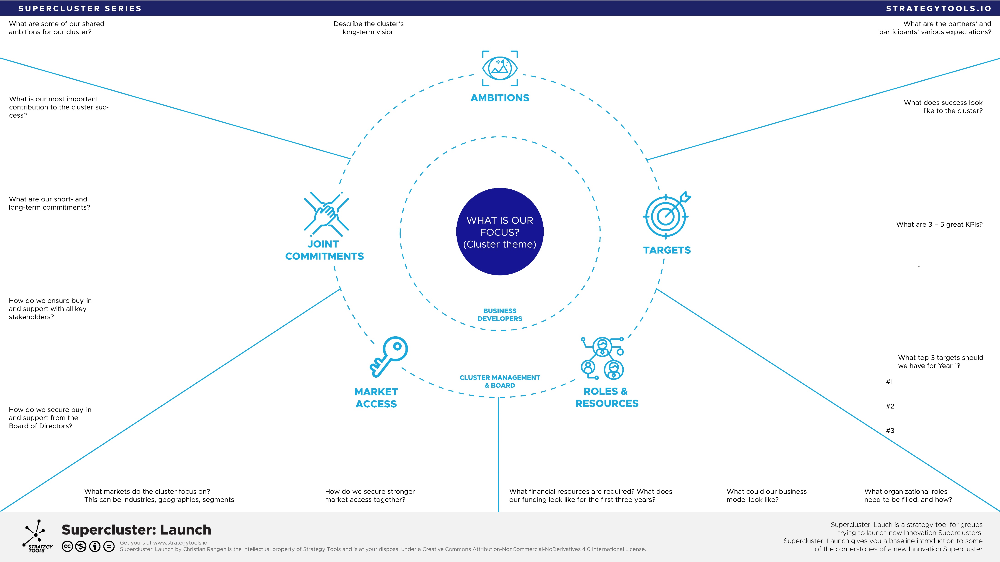 SUPERCLUSTER SERIES
STRATEGYTOOLS.IO
What are some of our shared
ambitions for our cluster?
Describe the cluster’s
long-term vision
What are the partners’ and
participants’ various expectations?
AMBITIONS
What is our most important
contribution to the cluster suc-
cess?
What are our short- and
long-term commitments?
How do we ensure buy-in
and support with all key
stakeholders?
How do we secure buy-in
and support from the
Board of Directors?
JOINT
COMMITMENTS
WHAT IS OUR
FOCUS?
(Cluster theme)
BUSINESS
DEVELOPERS
CLUSTER MANAGEMENT
& BOARD
TARGETS
What does success look
like to the cluster?
What are 3 – 5 great KPIs?
-
What top 3 targets should
we have for Year 1?
#1
#2
#3
MARKET
ACCESS
ROLES &
RESOURCES
What markets do the cluster focus on?
This can be industries, geographies, segments
How do we secure stronger
market access together?
What financial resources are required? What does
our funding look like for the first three years?
What could our business
model look like?
What organizational roles
need to be filled, and how?
STRATEGY
TOOLS
Supercluster: Launch
cc
Get yours at www.strategytools.io
Supercluster: Launch by Christian Rangen is the intellectual property of Strategy Tools and is at your disposal under a Creative Commons Attribution-NonCommercial-NoDerivatives 4.0 International License.
Supercluster: Lauch is a strategy tool for groups
trying to launch new Innovation Superclusters.
Supercluster: Launch gives you a baseline introduction to some
of the cornerstones of a new Innovation Supercluster